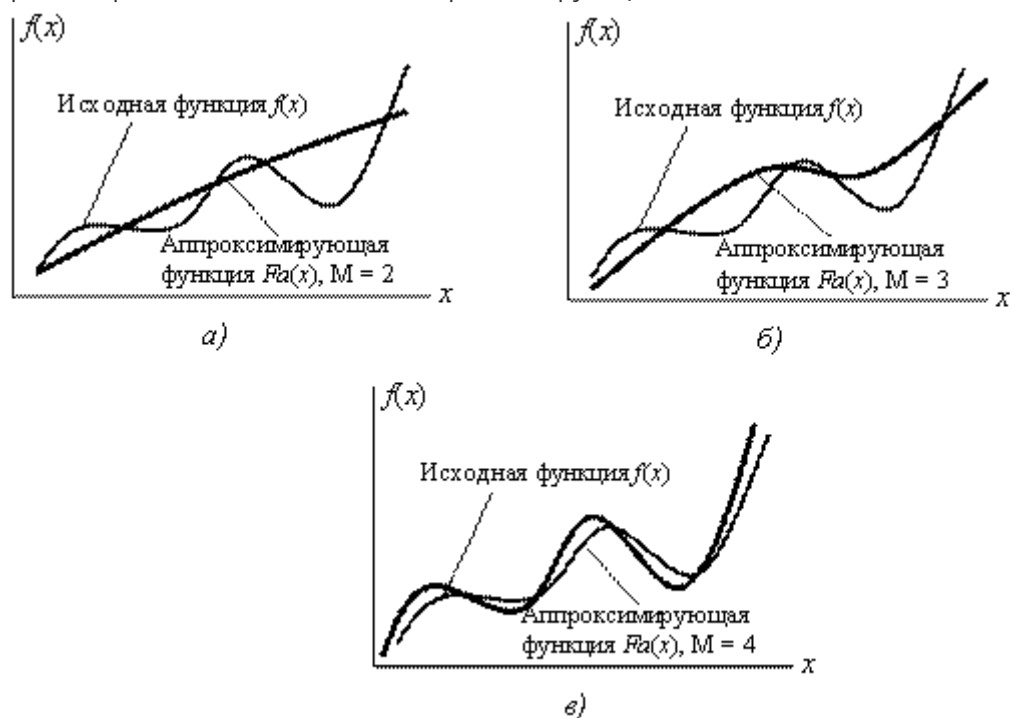 f(x)
Исходная функция f(x)
Аппроксимирующая
функция Fa(x), M = 2
x
а)
f(x)
Исходная функция f(x)
Аппроксимирующая
функция Fa(x), M = 3
x
б)
f(x)
Исходная функция f(x)
Аппроксимирующая
функция Fa(x), M = 4
x
в)